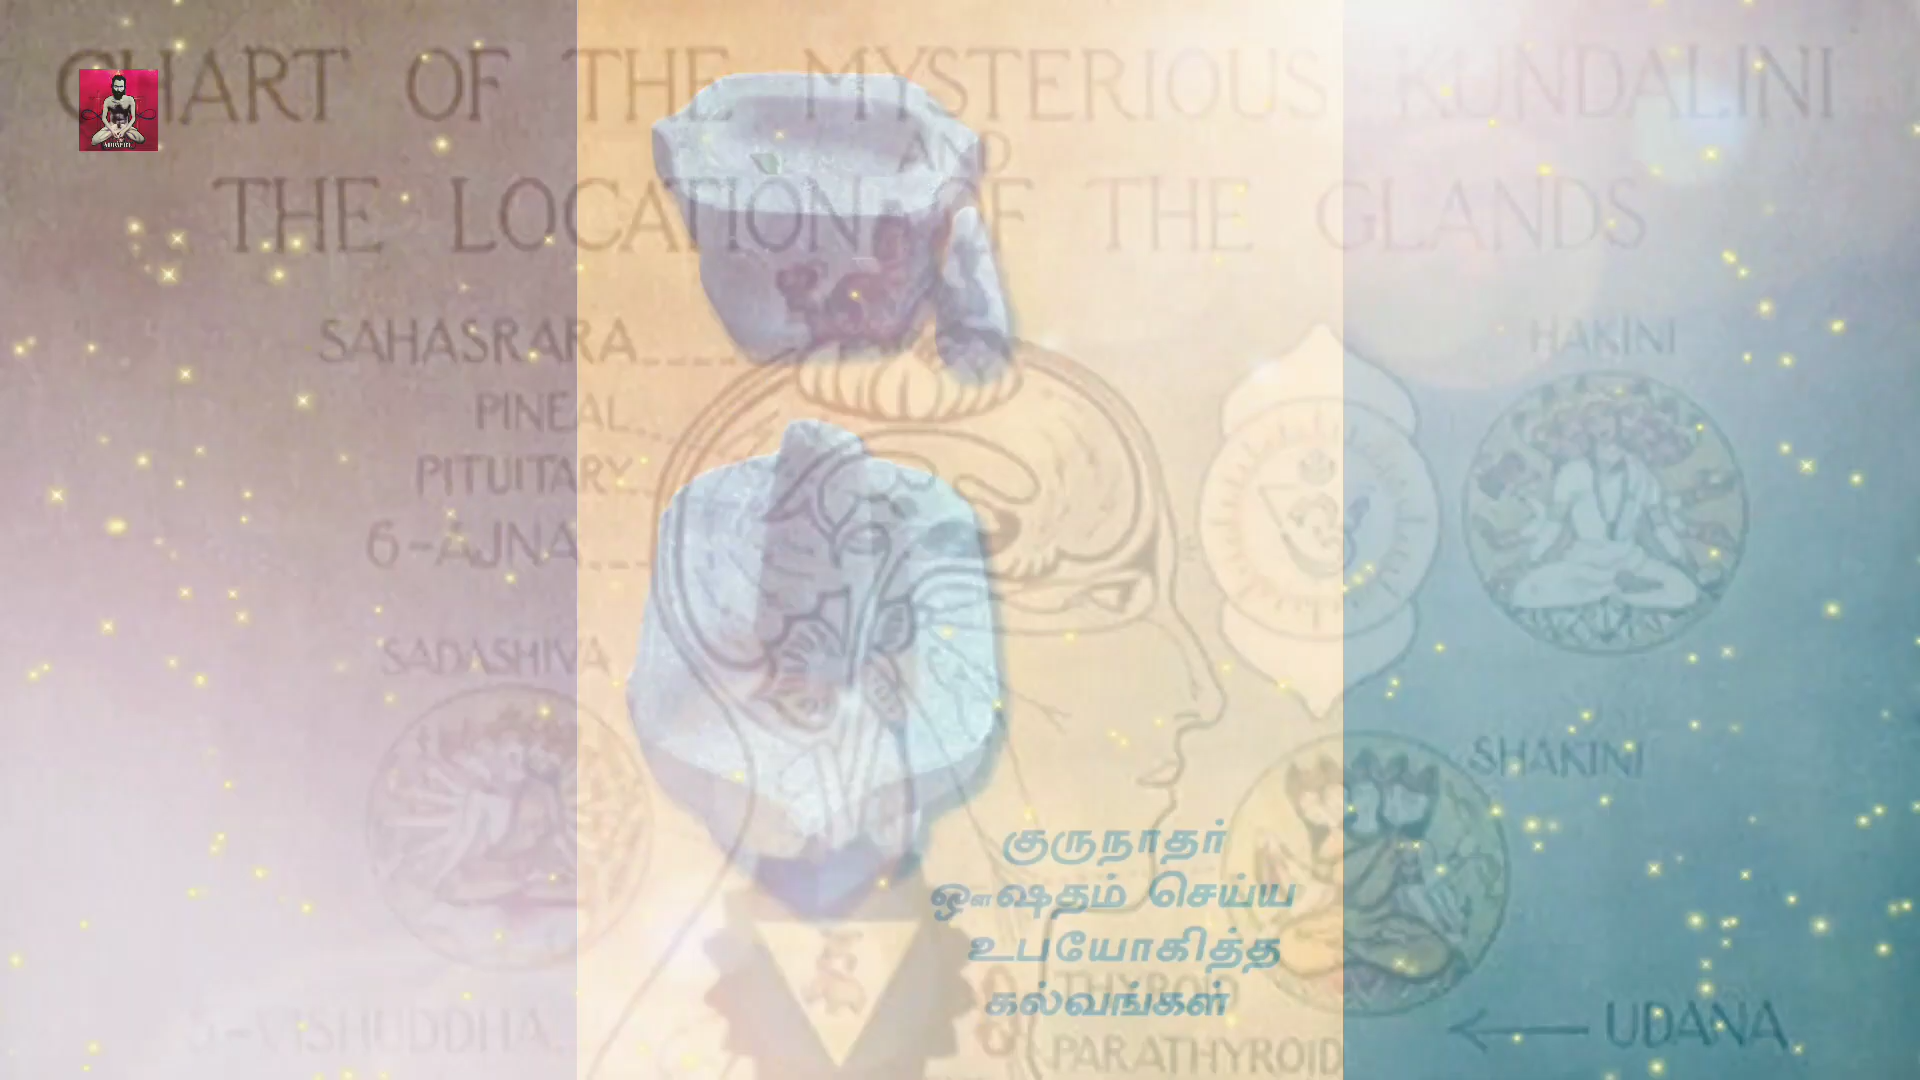 CHART OF THE MYSTERIOUS KUNDALINI
AND
THE LOCATION OF THE GLANDS
SAHASRARA
PINEAL
PITUITARY
6-AJNA
HAKINI
SADASHIVA
SHAKINI
குருநாதர்
ஔஷதம் செய்ய
உபயோகித்த
கல்வங்கள்
5-VISHUDDHA
THYROID
PARATHYROID
UDANA